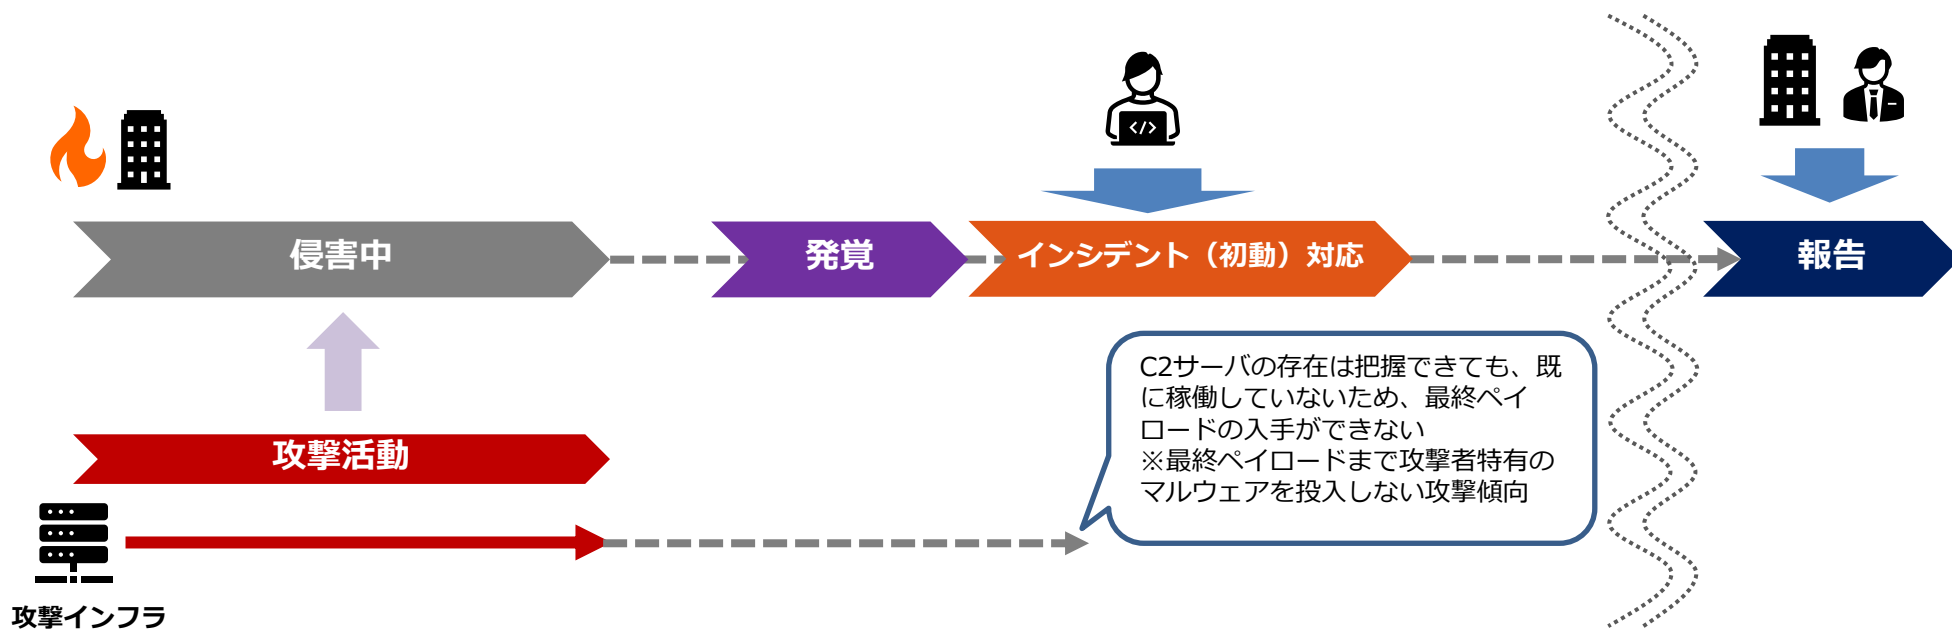 侵害中
発覚
インシデント（初動）対応
報告
C2サーバの存在は把握できても、既
に稼働していないため、最終ペイ
ロードの入手ができない
※最終ペイロードまで攻撃者特有の
マルウェアを投入しない攻撃傾向
攻撃活動
攻撃インフラ